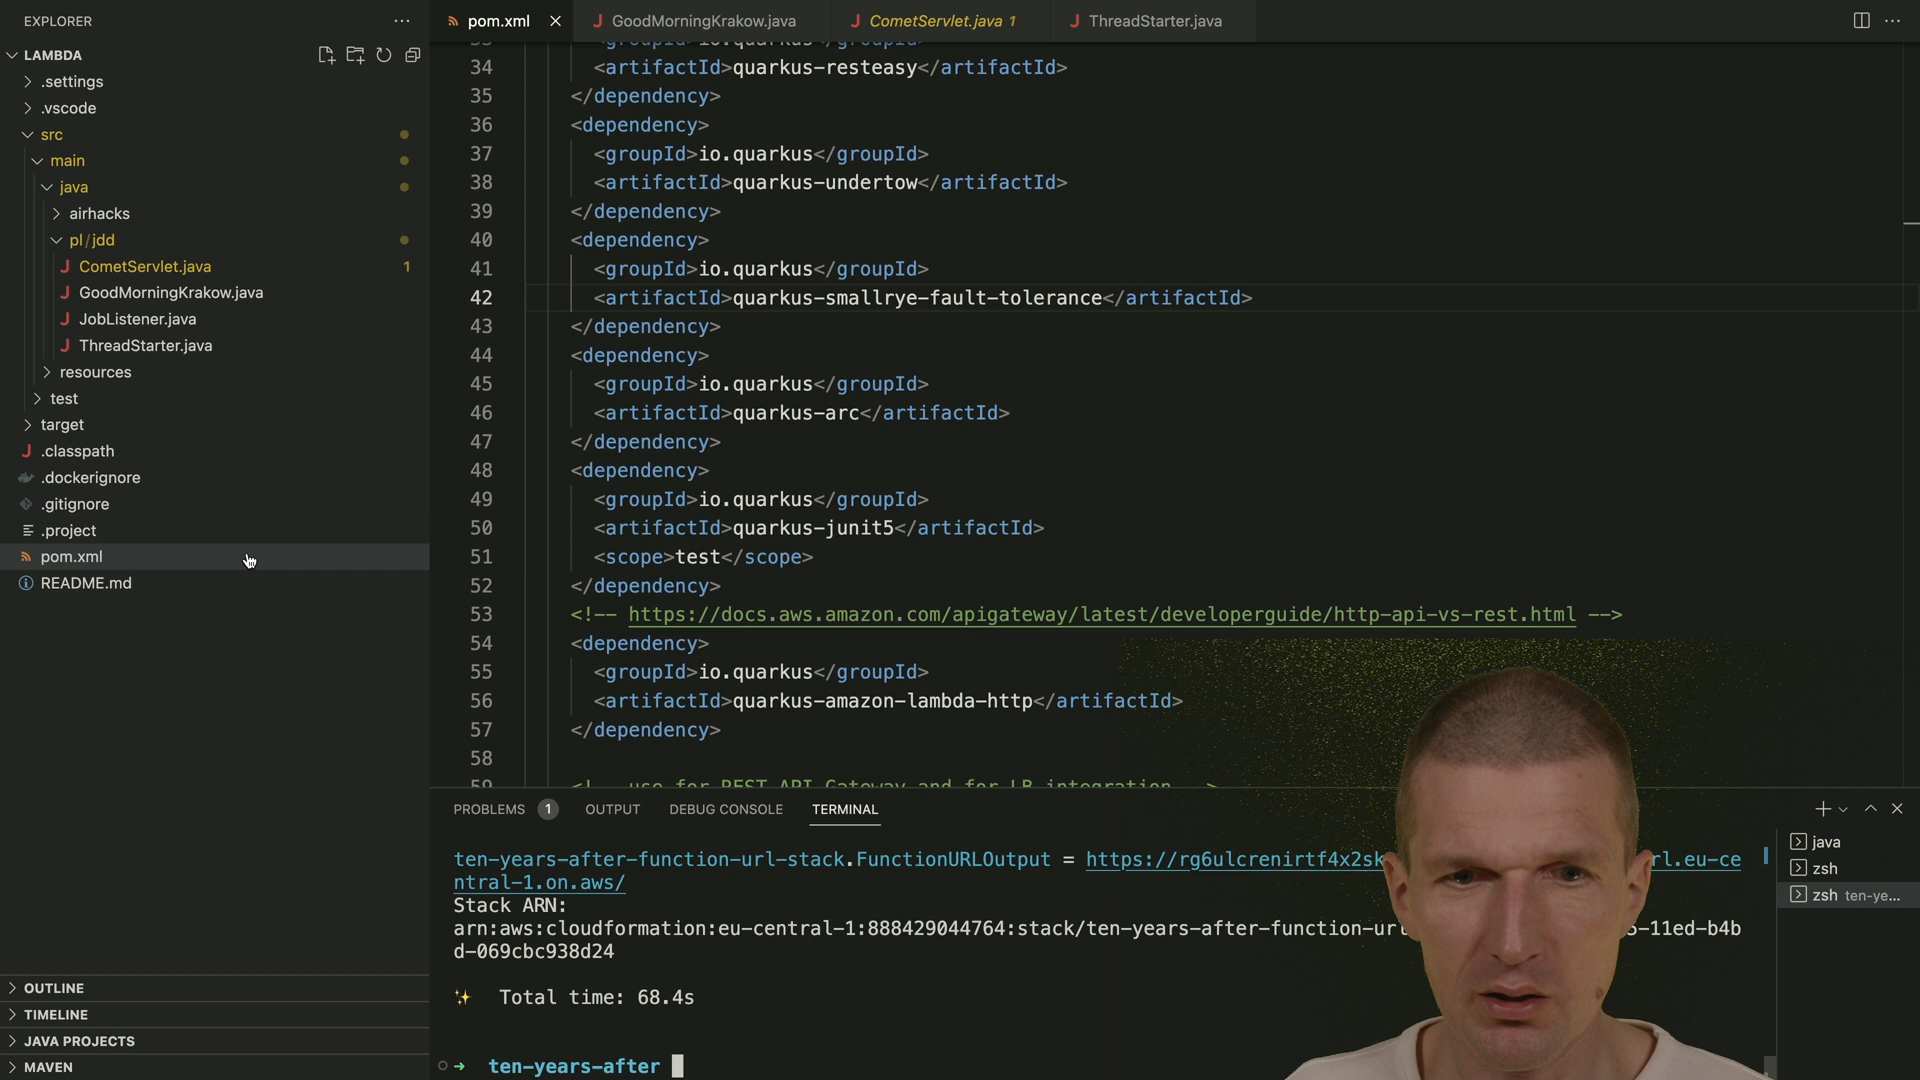 EXPLORER
LAMBDA
.settings
.vscode
src
main
java
airhacks
pl/jdd
CometServlet.java 1
GoodMorningKrakow.java
JobListener.java
ThreadStarter.java
resources
test
target
.classpath
.dockerignore
.gitignore
.project
pom.xml
README.md
OUTLINE
TIMELINE
JAVA PROJECTS
MAVEN
pom.xml GoodMorningKrakow.java CometServlet.java 1 ThreadStarter.java
34 <artifactId>quarkus-resteasy</artifactId>
35 </dependency>
36 <dependency>
37 <groupId>io.quarkus</groupId>
38 <artifactId>quarkus-undertow</artifactId>
39 </dependency>
40 <dependency>
41 <groupId>io.quarkus</groupId>
42 <artifactId>quarkus-smallrye-fault-tolerance</artifactId>
43 </dependency>
44 <dependency>
45 <groupId>io.quarkus</groupId>
46 <artifactId>quarkus-arc</artifactId>
47 </dependency>
48 <dependency>
49 <groupId>io.quarkus</groupId>
50 <artifactId>quarkus-junit5</artifactId>
51 <scope>test</scope>
52 </dependency>
53 <!-- https://docs.aws.amazon.com/apigateway/latest/developerguide/http-api-vs-rest.html -->
54 <dependency>
55 <groupId>io.quarkus</groupId>
56 <artifactId>quarkus-amazon-lambda-http</artifactId>
57 </dependency>
58
PROBLEMS 1 OUTPUT DEBUG CONSOLE TERMINAL
ten-years-after-function-url-stack.FunctionURLOutput = https://rg6ulcrenirtf4x2sk rl.eu-ce
ntral-1.on.aws/
Stack ARN:
arn:aws:cloudformation:eu-central-1:888429044764:stack/ten-years-after-function-ur -11ed-b4b
d-069cbc938d24
✨ Total time: 68.4s
➜ ten-years-after
java
zsh
zsh ten-ye...